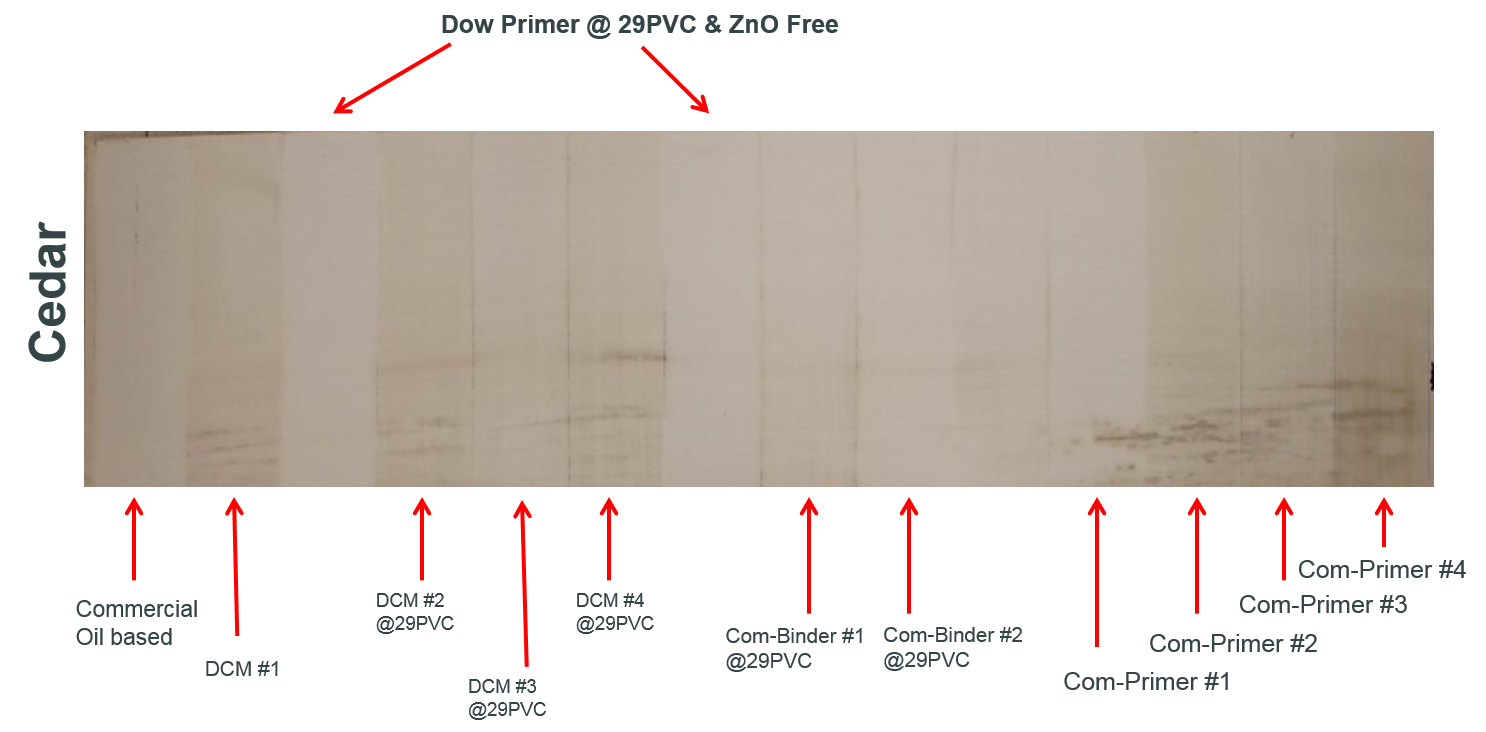 Dow Primer @ 29PVC & ZnO Free
Cedar
Commercial
Oil based
DCM #1
DCM #2
@29PVC
DCM #3
@29PVC
DCM #4
@29PVC
Com-Binder #1
@29PVC
Com-Binder #2
@29PVC
Com-Primer #1
Com-Primer #2
Com-Primer #3
Com-Primer #4